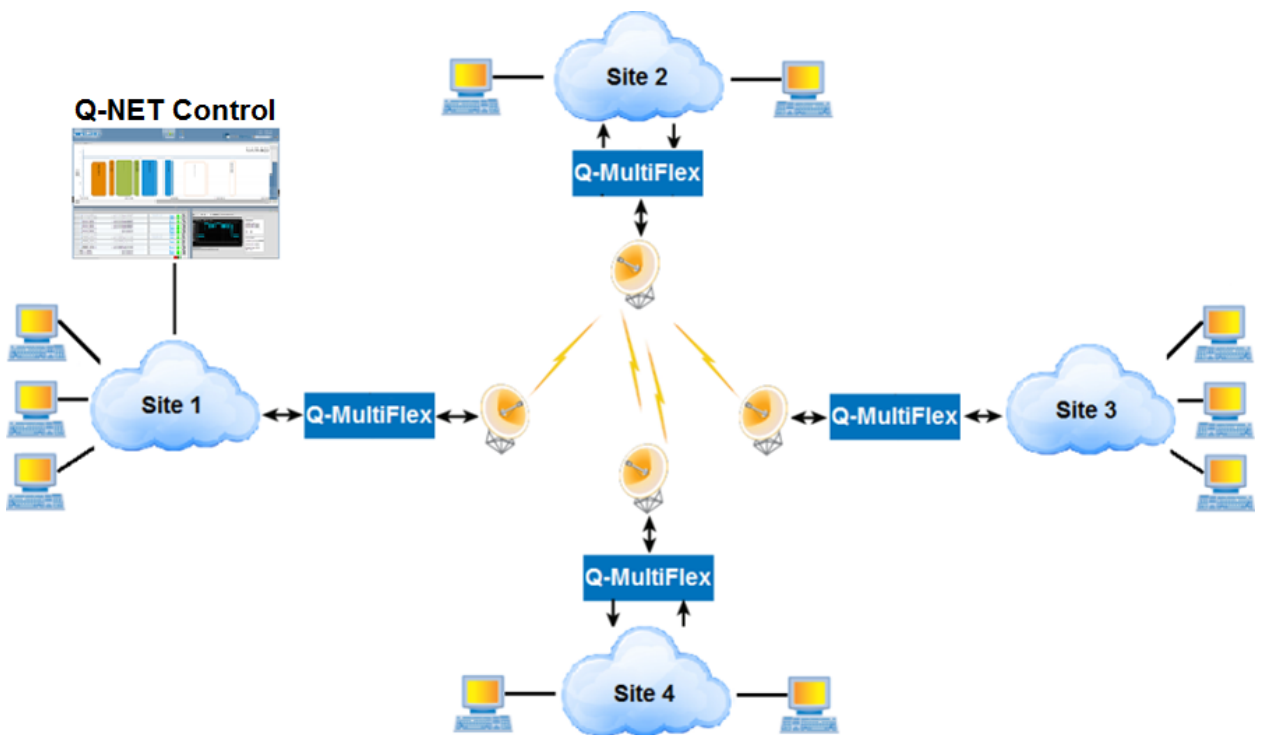 Site 2
Q-NET Control
Q-MultiFlex
Site 1
Q-MultiFlex
Q-MultiFlex
Site 3
Q-MultiFlex
Site 4